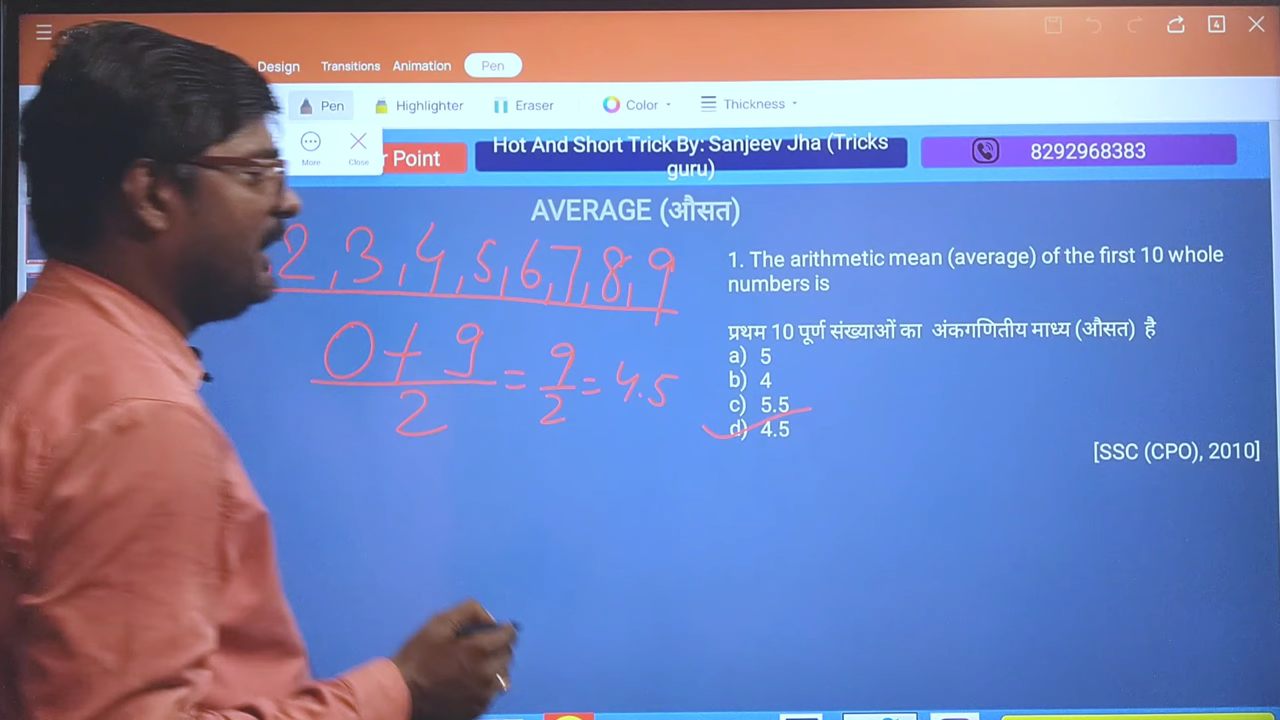 4
Design Transitions Animation Pen
Pen Highlighter Eraser Color Thickness
More Close
r Point
Hot And Short Trick By: Sanjeev Jha (Tricks
guru)
8292968383
AVERAGE (औसत)
2,3,4,5,6,7,8,9
0+9/2 = 9/2 = 4.5
1. The arithmetic mean (average) of the first 10 whole
numbers is
प्रथम 10 पूर्ण संख्याओं का अंकगणितीय माध्य (औसत) है
a) 5
b) 4
c) 5.5
d) 4.5
[SSC (CPO), 2010]